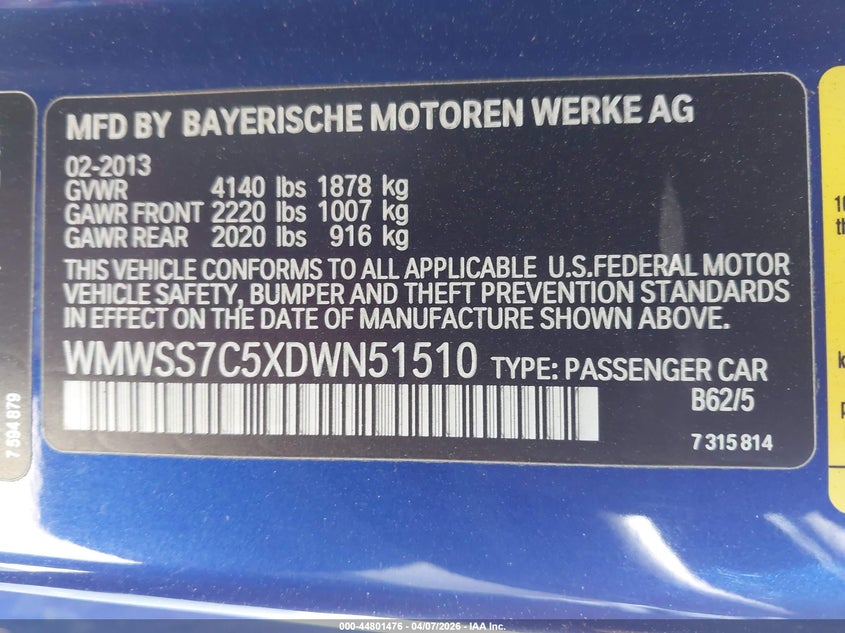 MFD BY BAYERISCHE MOTOREN WERKE AG
02-2013
GVWR 4140 lbs 1878 kg
GAWR FRONT 2220 lbs 1007 kg
GAWR REAR 2020 lbs 916 kg
THIS VEHICLE CONFORMS TO ALL APPLICABLE U.S.FEDERAL MOTOR
VEHICLE SAFETY, BUMPER AND THEFT PREVENTION STANDARDS
IN EFFECT ON THE DATE OF MANUFACTURE SHOWN ABOVE.
WMWSS7C5XDWN51510 TYPE: PASSENGER CAR
B62/5
7 315 814
7 594 879
10
th
k
p
000-44801476 - 04/07/2026 - IAA Inc.